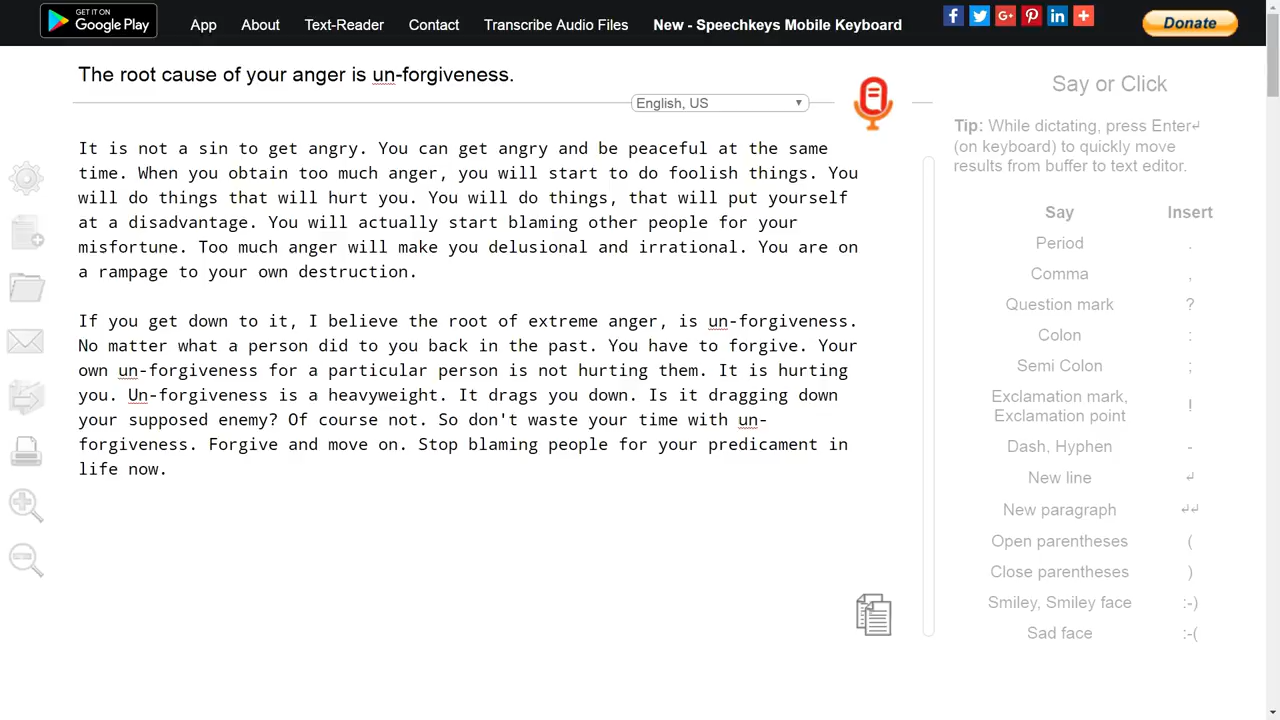 GET IT ON
Google Play
App
About
Text-Reader
Contact
Transcribe Audio Files
New - Speechkeys Mobile Keyboard
Donate
The root cause of your anger is un-forgiveness.
English, US
It is not a sin to get angry. You can get angry and be peaceful at the same
time. When you obtain too much anger, you will start to do foolish things. You
will do things that will hurt you. You will do things, that will put yourself
at a disadvantage. You will actually start blaming other people for your
misfortune. Too much anger will make you delusional and irrational. You are on
a rampage to your own destruction.
If you get down to it, I believe the root of extreme anger, is un-forgiveness.
No matter what a person did to you back in the past. You have to forgive. Your
own un-forgiveness for a particular person is not hurting them. It is hurting
you. Un-forgiveness is a heavyweight. It drags you down. Is it dragging down
your supposed enemy? Of course not. So don't waste your time with un-
forgiveness. Forgive and move on. Stop blaming people for your predicament in
life now.
Say or Click
Tip: While dictating, press Enter↵
(on keyboard) to quickly move
results from buffer to text editor.
Say Insert
Period .
Comma ,
Question mark ?
Colon :
Semi Colon ;
Exclamation mark,
Exclamation point !
Dash, Hyphen -
New line ↵
New paragraph ↵↵
Open parentheses (
Close parentheses )
Smiley, Smiley face :-)
Sad face :-(